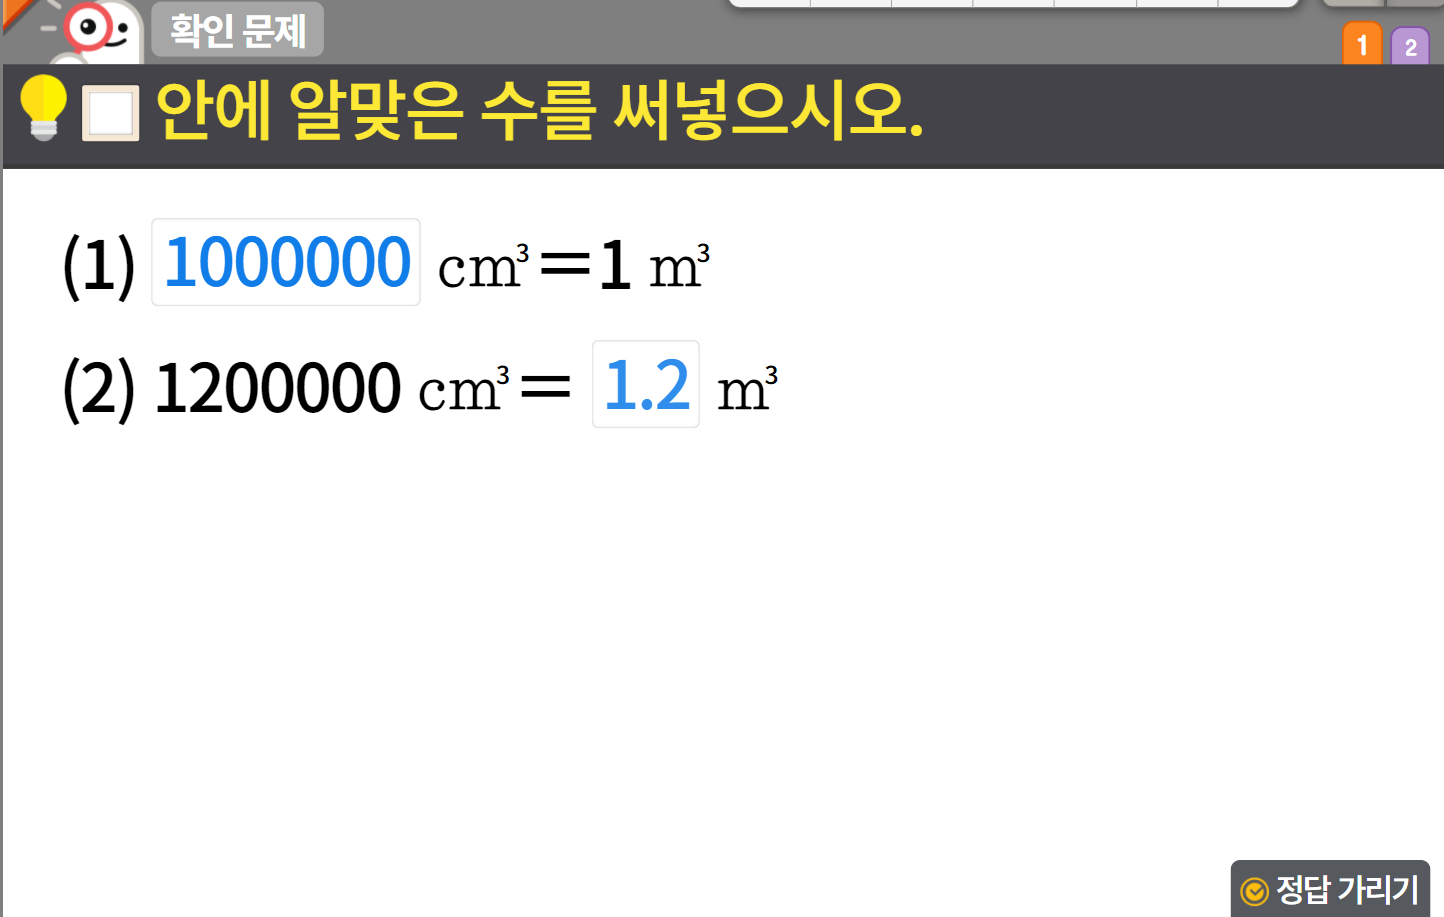 확인 문제
1 2
안에 알맞은 수를 써넣으시오.
(1) 1000000 cm³=1 m³
(2) 1200000 cm³= 1.2 m³
정답 가리기